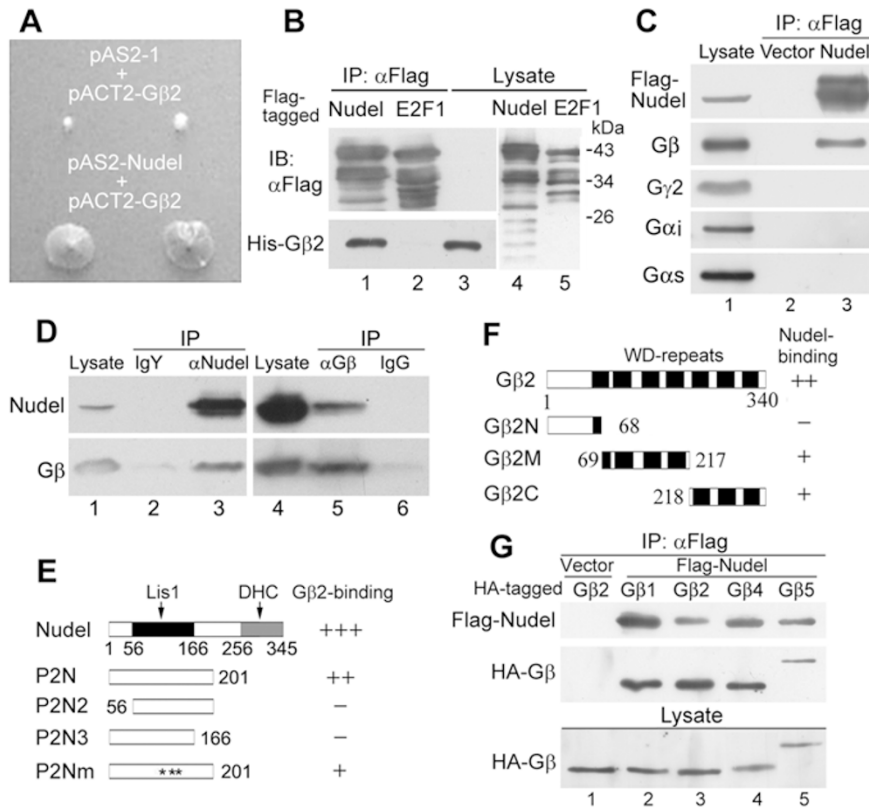 A
pAS2-1
+
pACT2-Gβ2
pAS2-Nudel
+
pACT2-Gβ2
B
IP: αFlag Lysate
Flag-tagged Nudel E2F1 Nudel E2F1
kDa
IB: αFlag
-43
-34
-26
His-Gβ2
1 2 3 4 5
C
IP: αFlag
Lysate Vector Nudel
Flag-Nudel
Gβ
Gγ2
Gαi
Gαs
1 2 3
D
IP IP
Lysate IgY αNudel Lysate αGβ IgG
Nudel
Gβ
1 2 3 4 5 6
E
Lis1 DHC Gβ2-binding
Nudel +++
1 56 166 256 345
P2N 201 ++
P2N2 56 −
P2N3 166 −
P2Nm *** 201 +
F
WD-repeats Nudel-binding
Gβ2 ++
1 340
Gβ2N 68 −
Gβ2M 69 217 +
Gβ2C 218 +
G
IP: αFlag
Vector Flag-Nudel
HA-tagged Gβ2 Gβ1 Gβ2 Gβ4 Gβ5
Flag-Nudel
HA-Gβ
Lysate
HA-Gβ
1 2 3 4 5